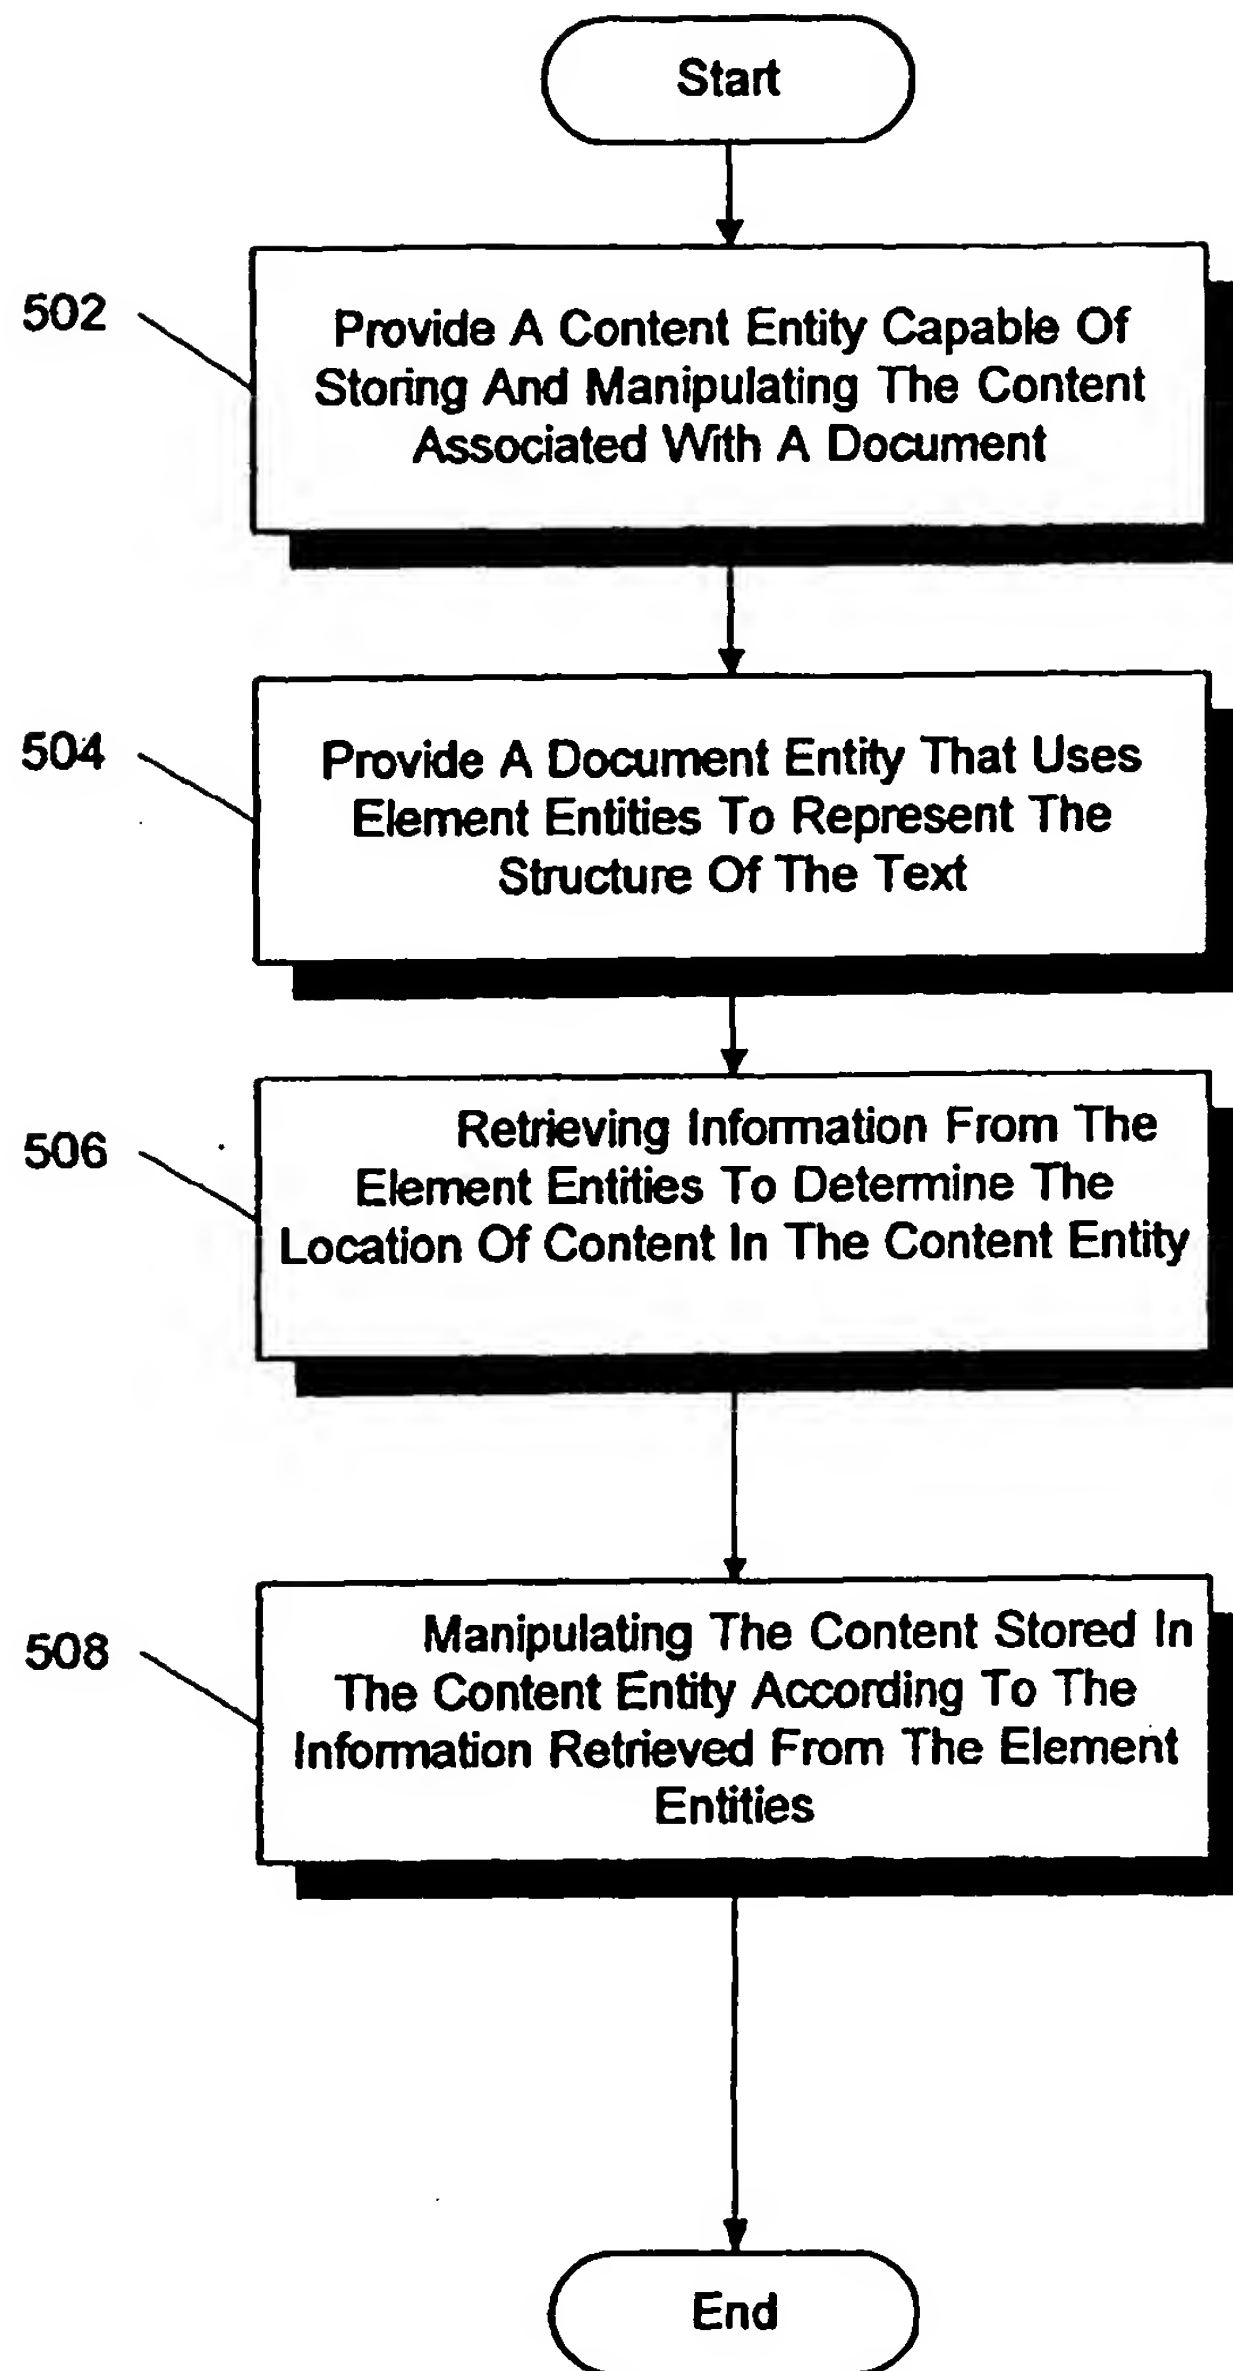 Start
502
Provide A Content Entity Capable Of
Storing And Manipulating The Content
Associated With A Document
504
Provide A Document Entity That Uses
Element Entities To Represent The
Structure Of The Text
506
Retrieving Information From The
Element Entities To Determine The
Location Of Content In The Content Entity
508
Manipulating The Content Stored In
The Content Entity According To The
Information Retrieved From The Element
Entities
End